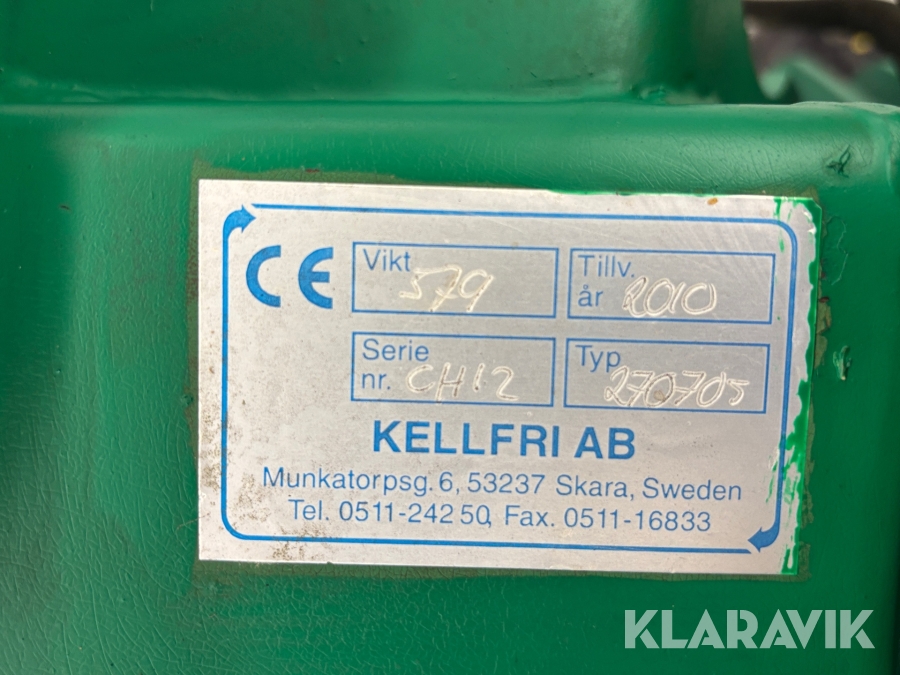 CE
Vikt 579
Tillv. år 2010
Serie nr. CH12
Typ 270705
KELLFRI AB
Munkatorpsg. 6, 53237 Skara, Sweden
Tel. 0511-242 50, Fax. 0511-16833
KLARAVIK